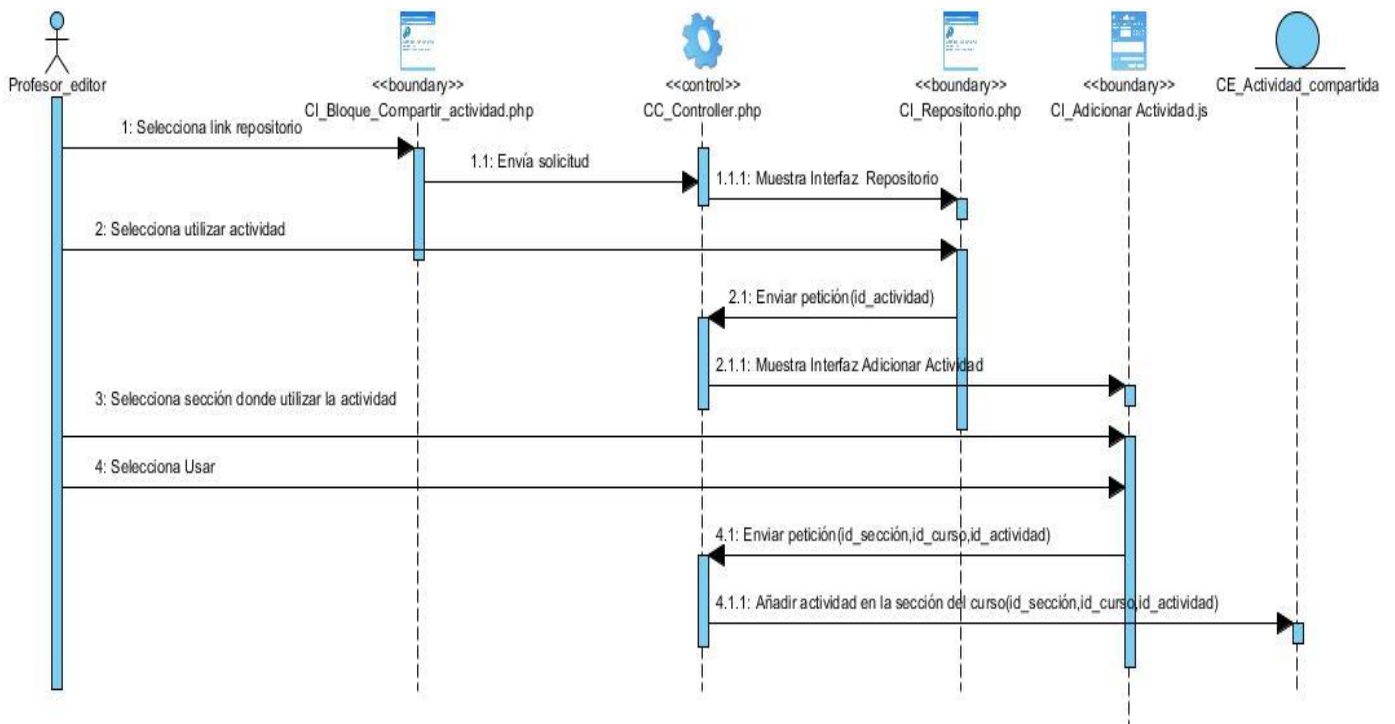 Profesor_editor
<<boundary>>
CI_Bloque_Compartir_actividad.php
<<control>>
CC_Controller.php
<<boundary>>
CI_Repositorio.php
<<boundary>>
CI_Adicionar Actividad.js
CE_Actividad_compartida
1: Selecciona link repositorio
1.1: Envía solicitud
1.1.1: Muestra Interfaz Repositorio
2: Selecciona utilizar actividad
2.1: Enviar petición(id_actividad)
2.1.1: Muestra Interfaz Adicionar Actividad
3: Selecciona sección donde utilizar la actividad
4: Selecciona Usar
4.1: Enviar petición(id_sección,id_curso,id_actividad)
4.1.1: Añadir actividad en la sección del curso(id_sección,id_curso,id_actividad)